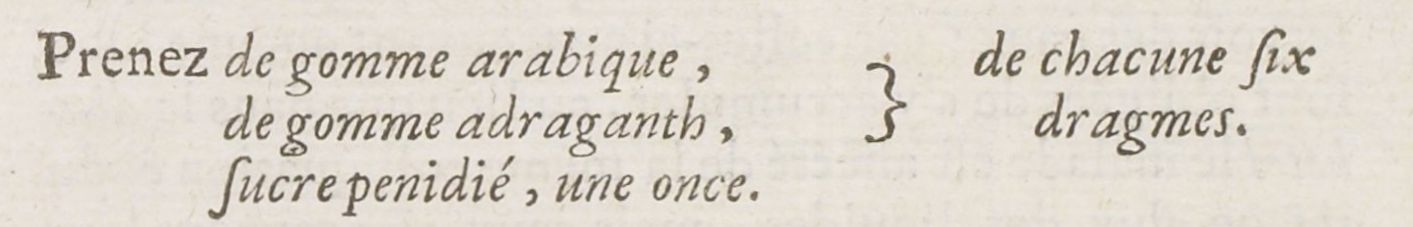 Prenez de gomme arabique , } de chacune ſix
de gomme adraganth , dragmes.
ſucre penidié , une once.